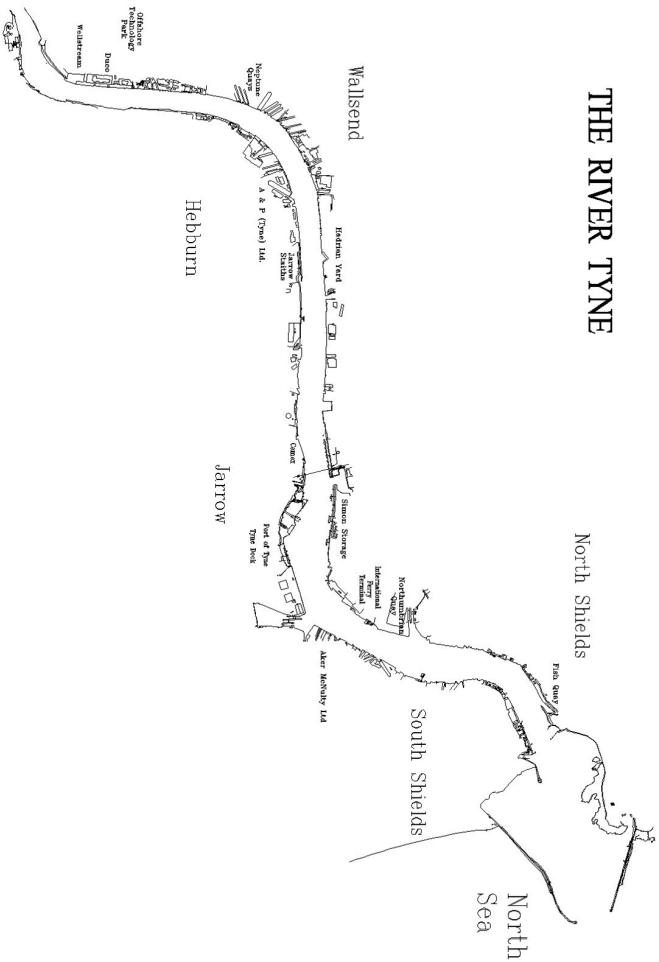 THE RIVER TYNE
Wallsend
North Shields
Offshore
Technology
Park
Wellstream
Duco
Neptune
Quays
Hadrian Yard
A & P (Tyne) Ltd.
Jarrow
Staiths
Hebburn
Comex
Jarrow
Simon Storage
Port of Tyne
Tyne Dock
International
Ferry
Terminal
Northumbrian
Quay
Aker McNulty Ltd
Fish Quay
South Shields
North
Sea